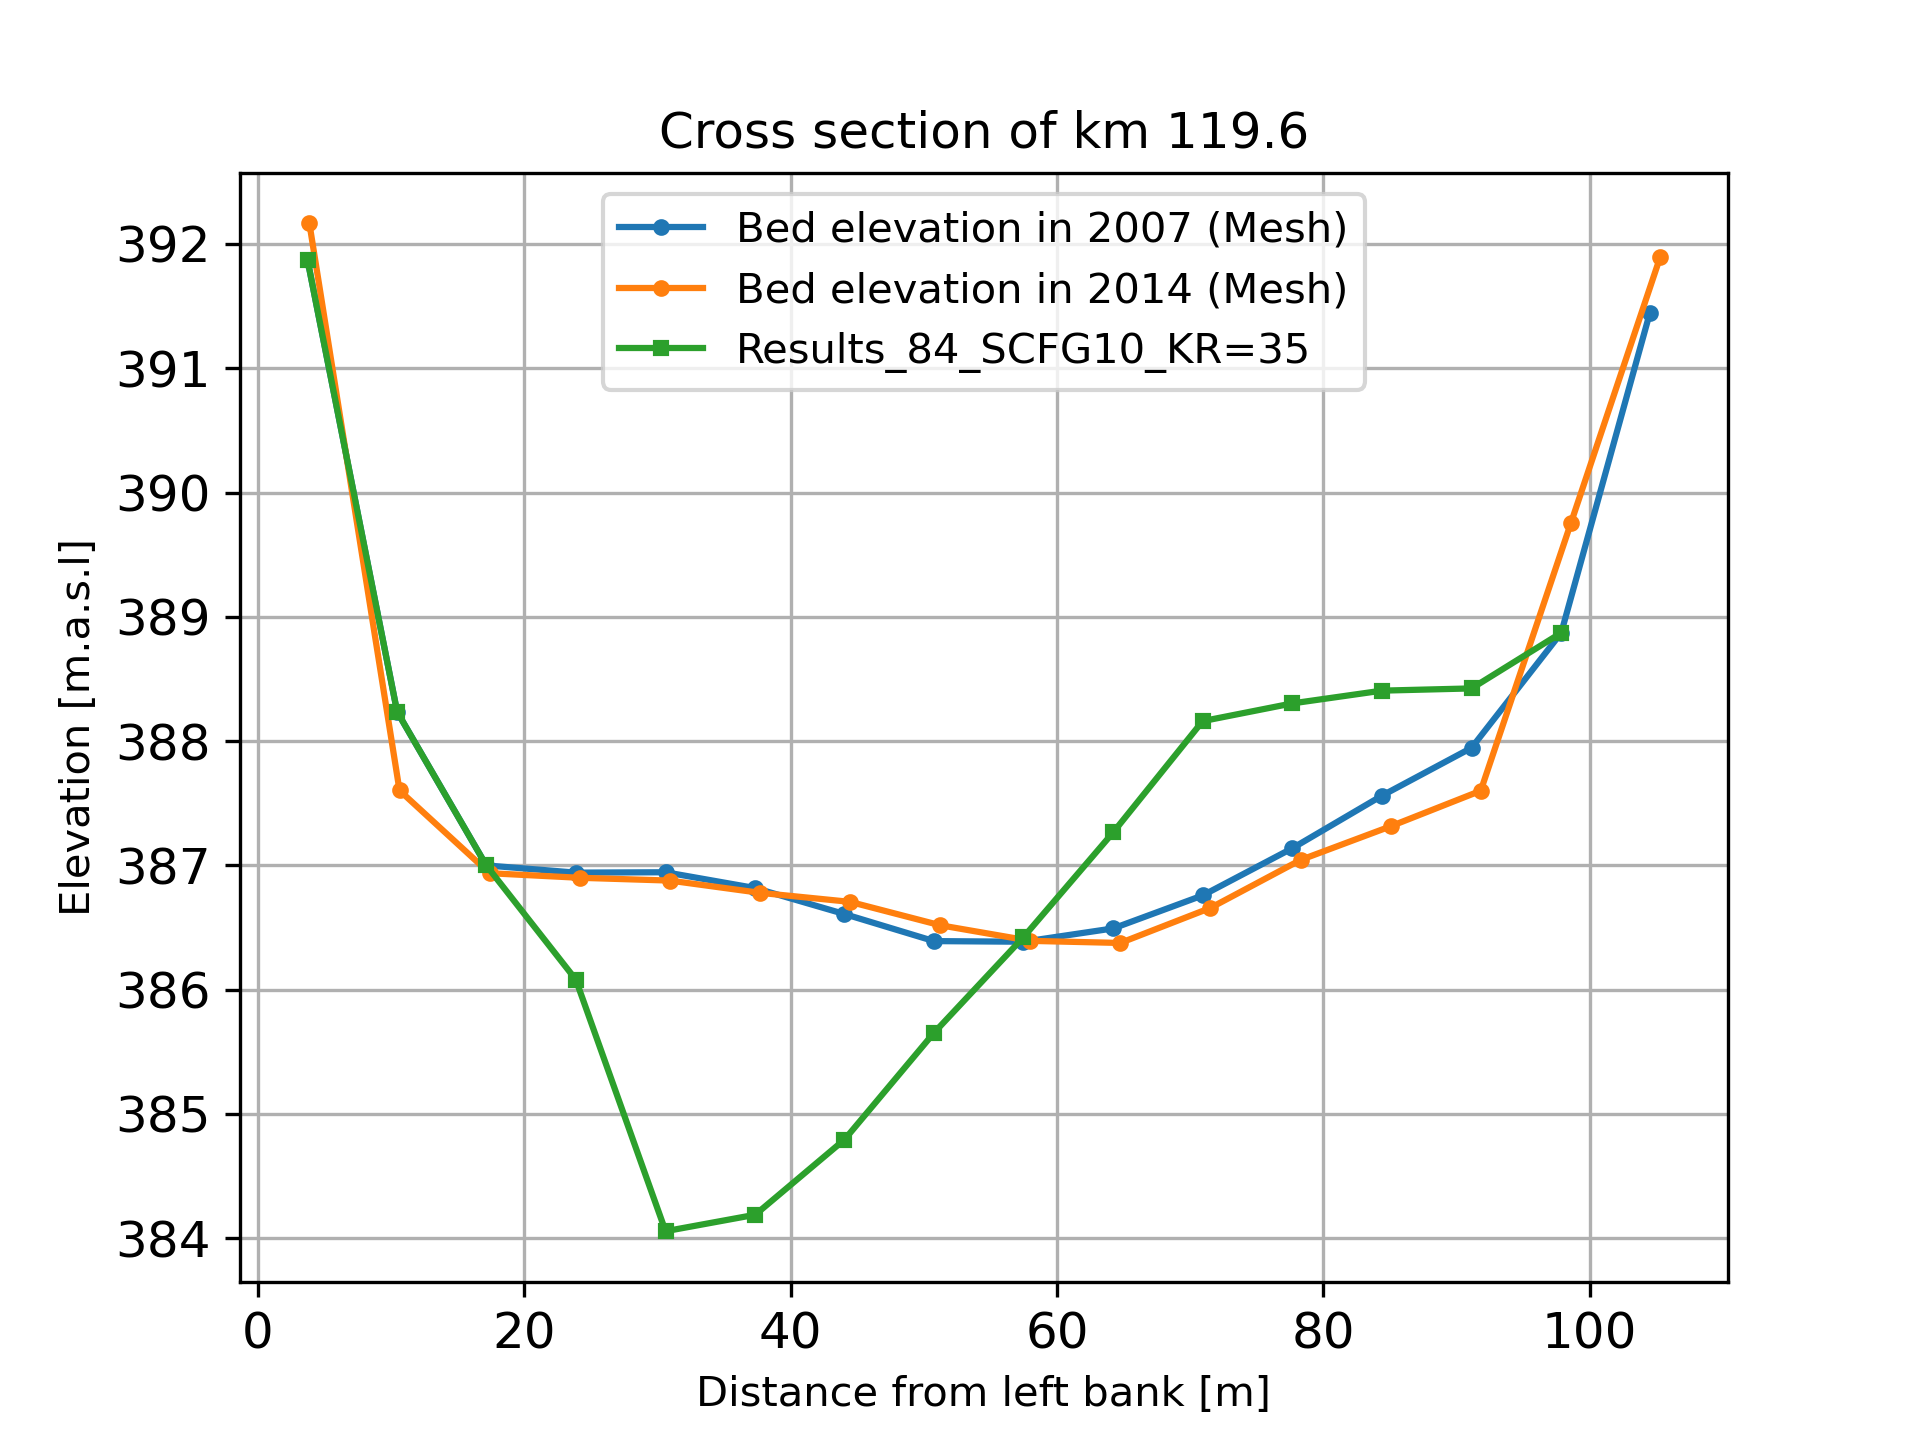 Cross section of km 119.6
Bed elevation in 2007 (Mesh)
Bed elevation in 2014 (Mesh)
Results_84_SCFG10_KR=35
Elevation [m.a.s.l]
392
391
390
389
388
387
386
385
384
0 20 40 60 80 100
Distance from left bank [m]